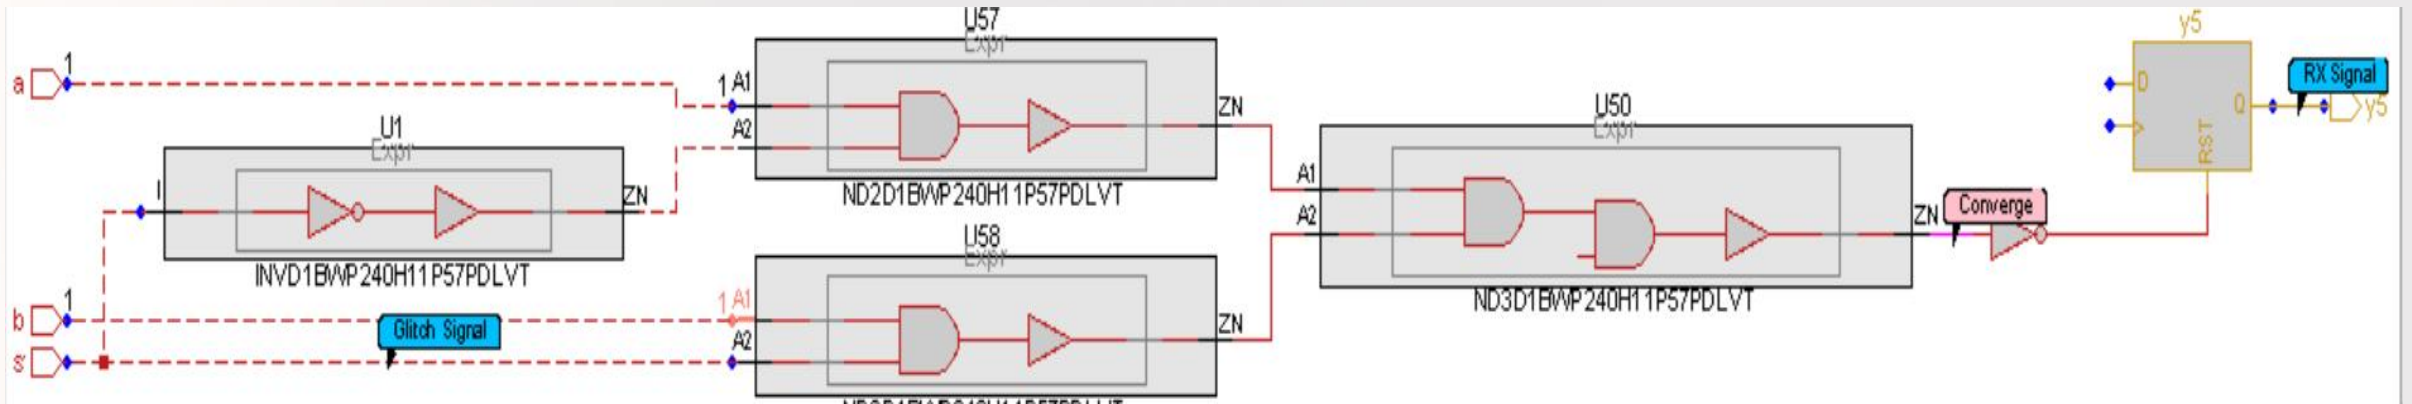 U57
Expr
y5
RX Signal
a
1
1
A1
A2
ZN
D
Q
y5
RST
U1
Expr
I
ZN
ND2D1BWP240H11P57PDLVT
U50
Expr
A1
A2
ZN
Converge
INVD1BWP240H11P57PDLVT
U58
Expr
ND3D1BWP240H11P57PDLVT
b
1
Glitch Signal
1
A1
A2
ZN
s